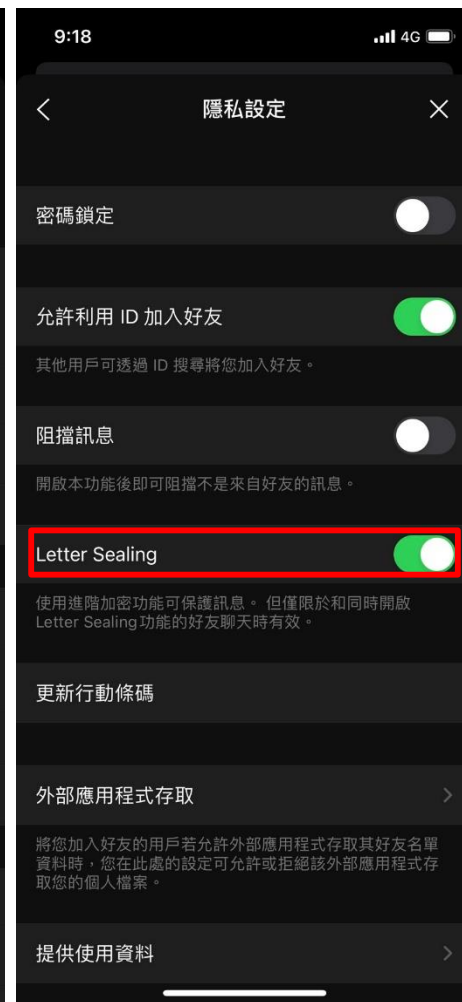 9:18
4G
隱私設定
密碼鎖定
允許利用 ID 加入好友
其他用戶可透過 ID 搜尋將您加入好友。
阻擋訊息
開啟本功能後即可阻擋不是來自好友的訊息。
Letter Sealing
使用進階加密功能可保護訊息。 但僅限於和同時開啟
Letter Sealing功能的好友聊天時有效。
更新行動條碼
外部應用程式存取
將您加入好友的用戶若允許外部應用程式存取其好友名單
資料時，您在此處的設定可允許或拒絕該外部應用程式存
取您的個人檔案。
提供使用資料